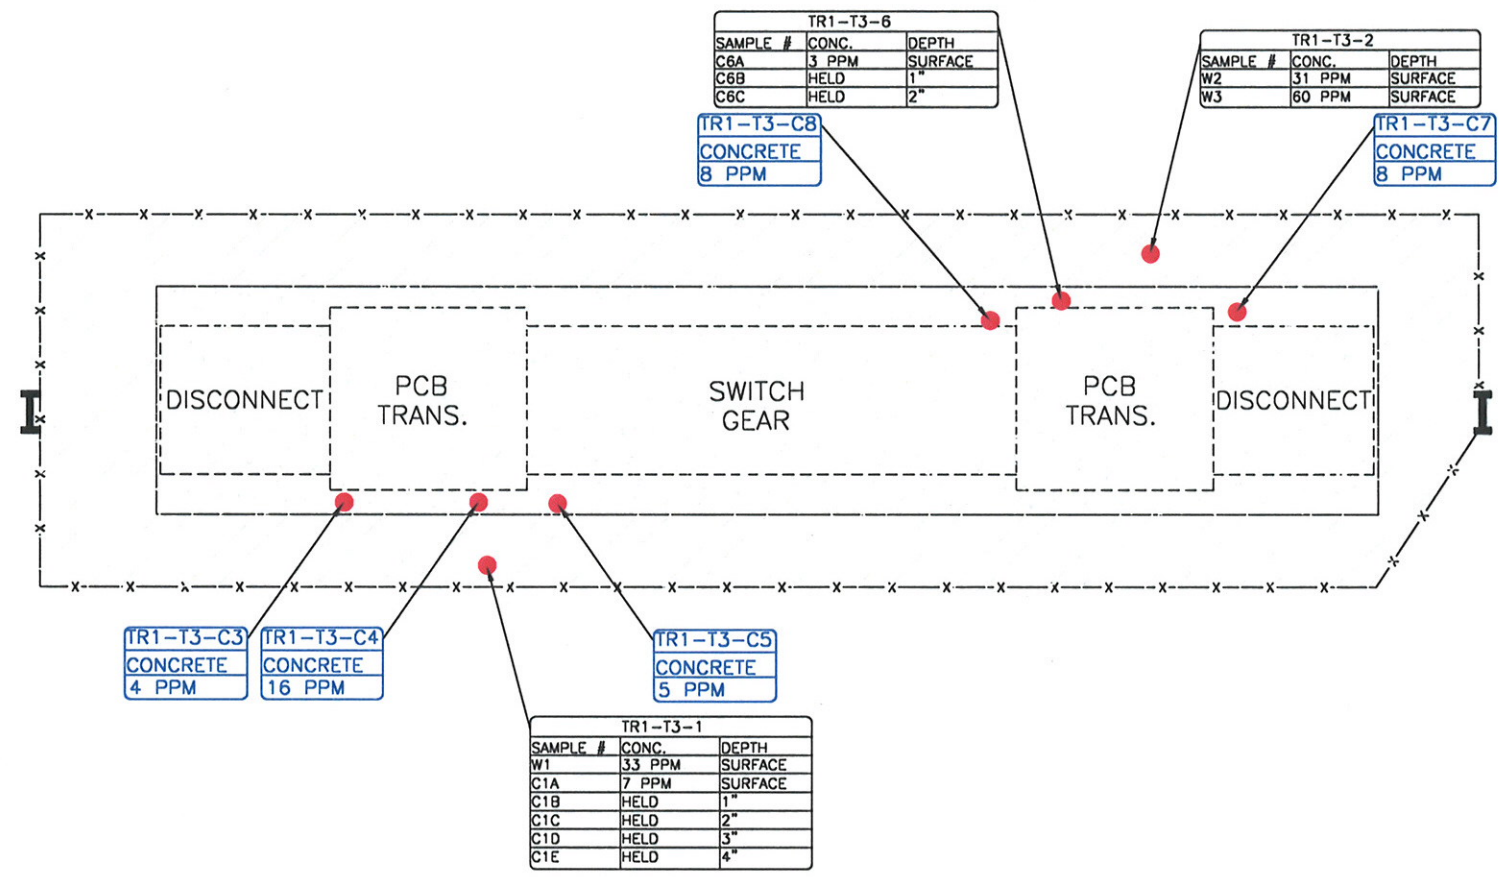 TR1-T3-6
SAMPLE # CONC. DEPTH
C6A 3 PPM SURFACE
C6B HELD 1"
C6C HELD 2"
TR1-T3-2
SAMPLE # CONC. DEPTH
W2 31 PPM SURFACE
W3 60 PPM SURFACE
TR1-T3-C8
CONCRETE
8 PPM
TR1-T3-C7
CONCRETE
8 PPM
DISCONNECT
PCB
TRANS.
SWITCH
GEAR
PCB
TRANS.
DISCONNECT
TR1-T3-C3
CONCRETE
4 PPM
TR1-T3-C4
CONCRETE
16 PPM
TR1-T3-C5
CONCRETE
5 PPM
TR1-T3-1
SAMPLE # CONC. DEPTH
W1 33 PPM SURFACE
C1A 7 PPM SURFACE
C1B HELD 1"
C1C HELD 2"
C1D HELD 3"
C1E HELD 4"